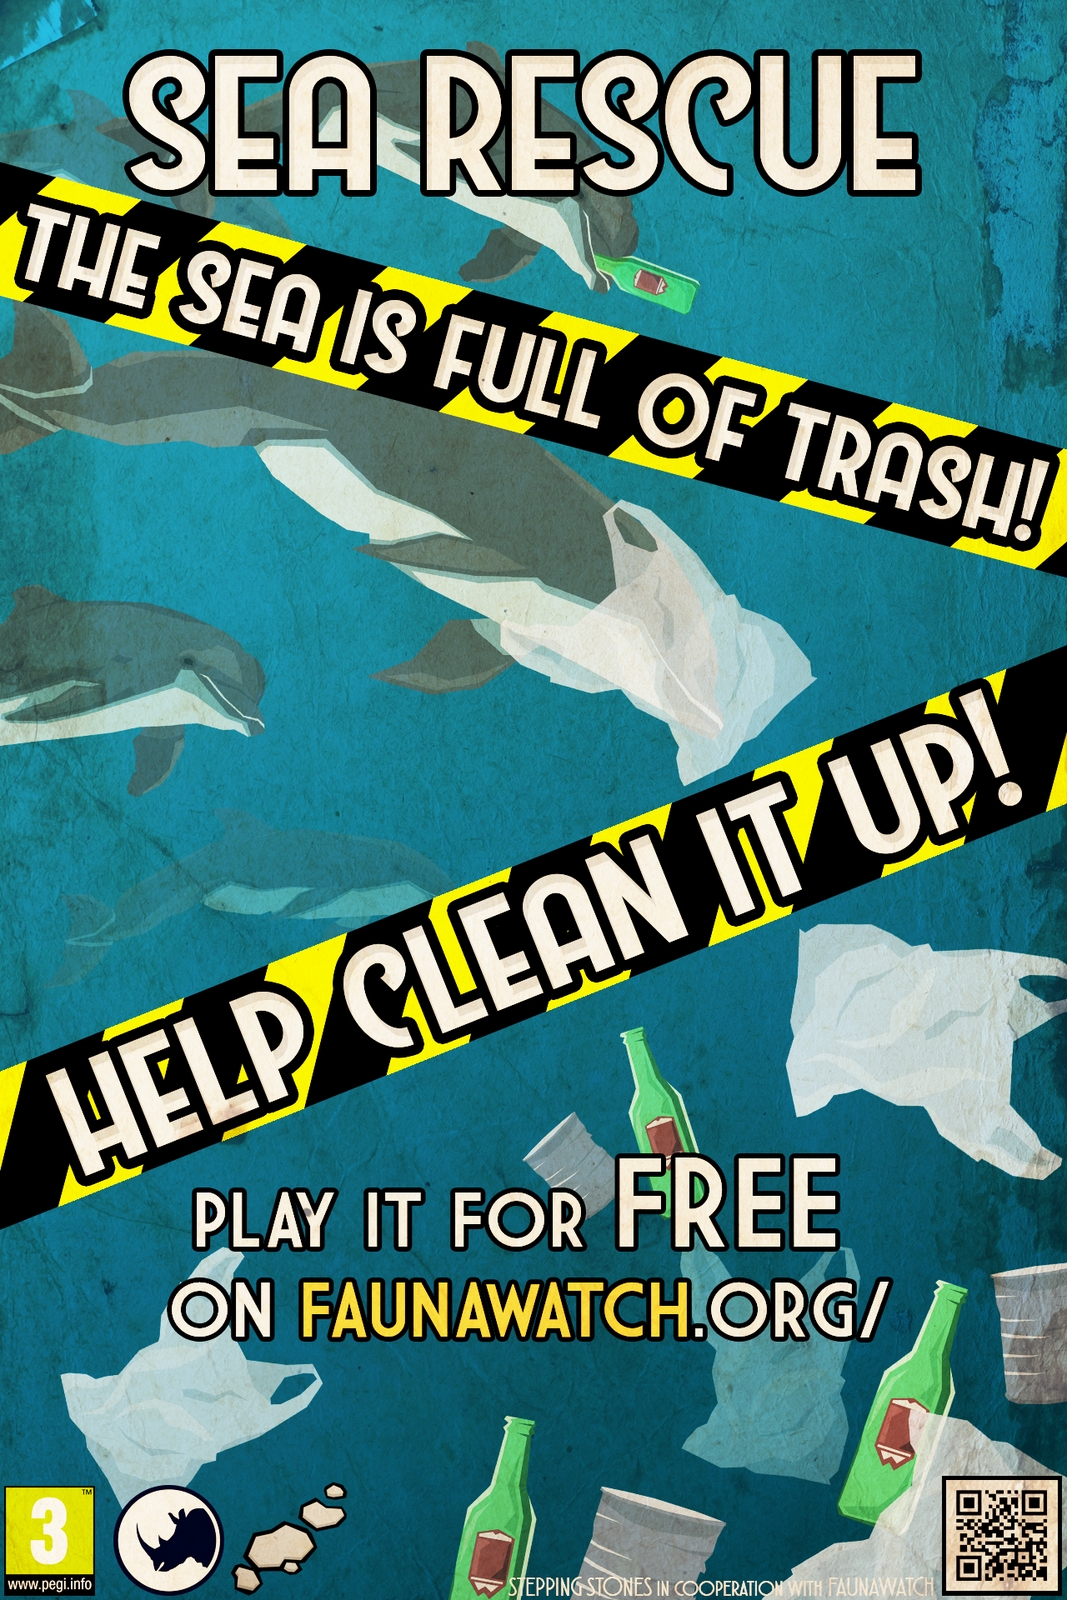 SEA RESCUE
THE SEA IS FULL OF TRASH!
HELP CLEAN IT UP!
PLAY IT FOR FREE
ON FAUNAWATCH.ORG/
3
TM
www.pegi.info
STEPPING STONES IN COOPERATION WITH FAUNAWATCH